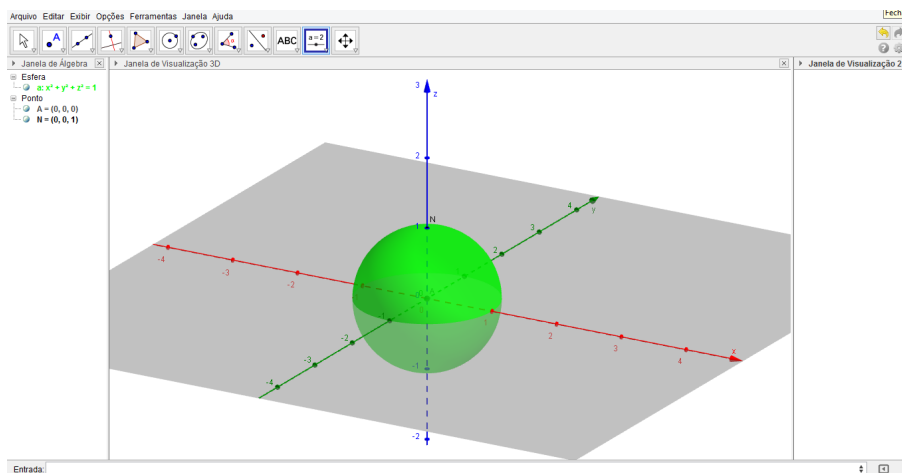 Arquivo Editar Exibir Opções Ferramentas Janela Ajuda
Fech
ABC
a=2
Janela de Álgebra
Janela de Visualização 3D
Janela de Visualização 2
Esfera
a: x² + y² + z² = 1
Ponto
A = (0, 0, 0)
N = (0, 0, 1)
3
z
2
N
1
-1
-2
4
y
3
2
-1
-2
-3
-4
-4
-3
-2
1
2
3
4
x
Entrada: